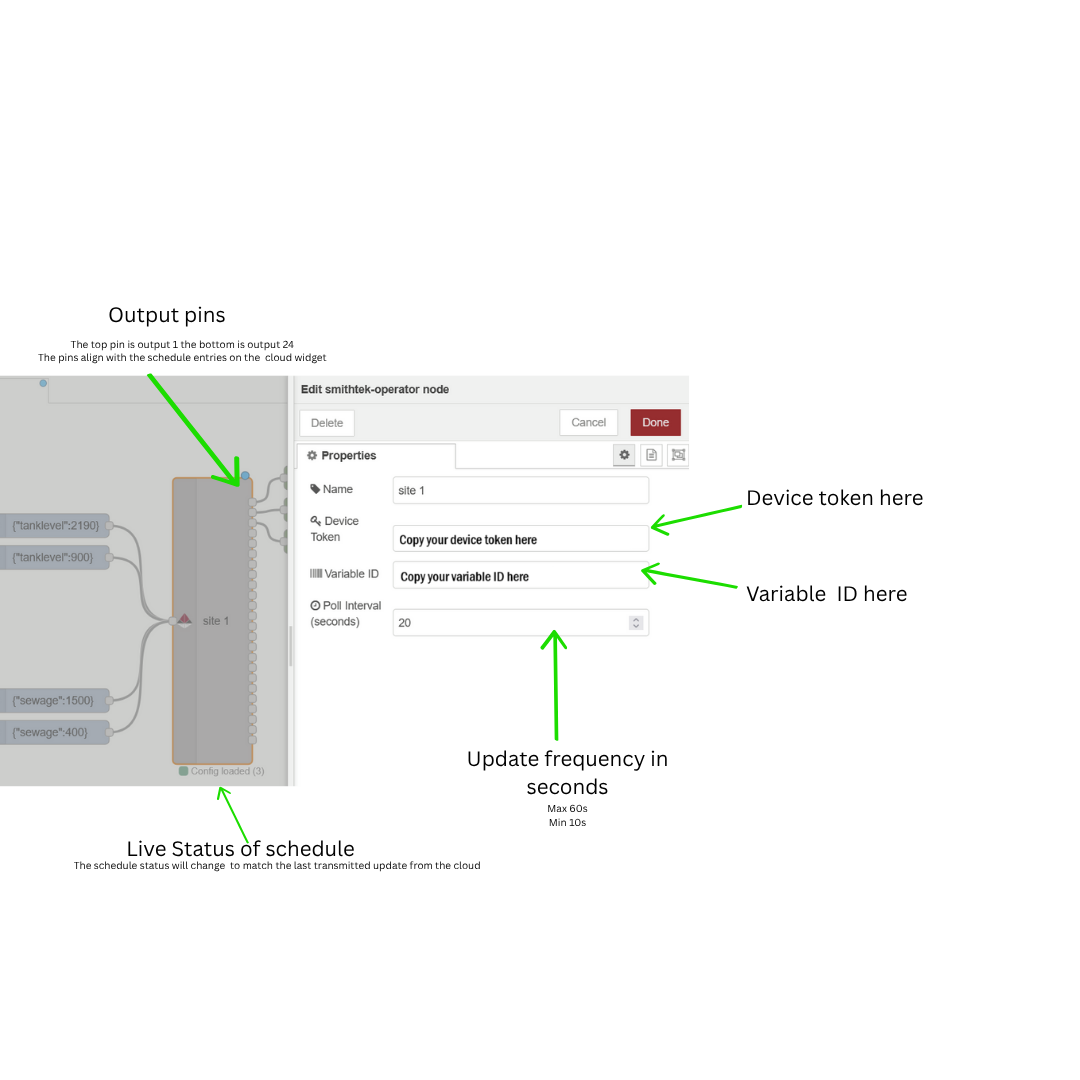 Output pins
The top pin is output 1 the bottom is output 24
The pins align with the schedule entries on the  cloud widget
Edit smithtek-operator node
Delete
Cancel
Done
Properties
Name
site 1
Device
Token
Copy your device token here
Device token here
Variable ID
Copy your variable ID here
Variable  ID here
Poll Interval
(seconds)
20
{"tanklevel":2190}
{"tanklevel":900}
site 1
{"sewage":1500}
{"sewage":400}
Config loaded (3)
Update frequency in
seconds
Max 60s
Min 10s
Live Status of schedule
The schedule status will change  to match the last transmitted update from the cloud